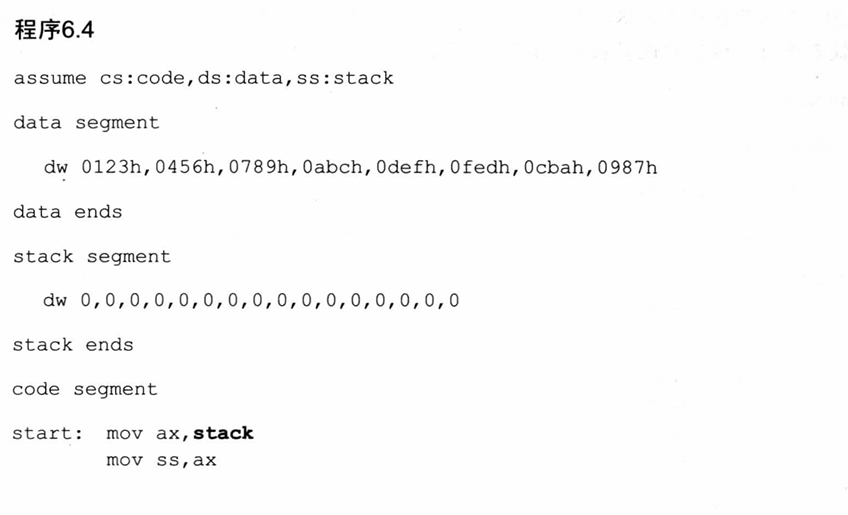 程序6.4
assume cs:code,ds:data,ss:stack
data segment
dw 0123h,0456h,0789h,0abch,0defh,0fedh,0cbah,0987h
data ends
stack segment
dw 0,0,0,0,0,0,0,0,0,0,0,0,0,0,0,0
stack ends
code segment
start: mov ax,stack
mov ss,ax